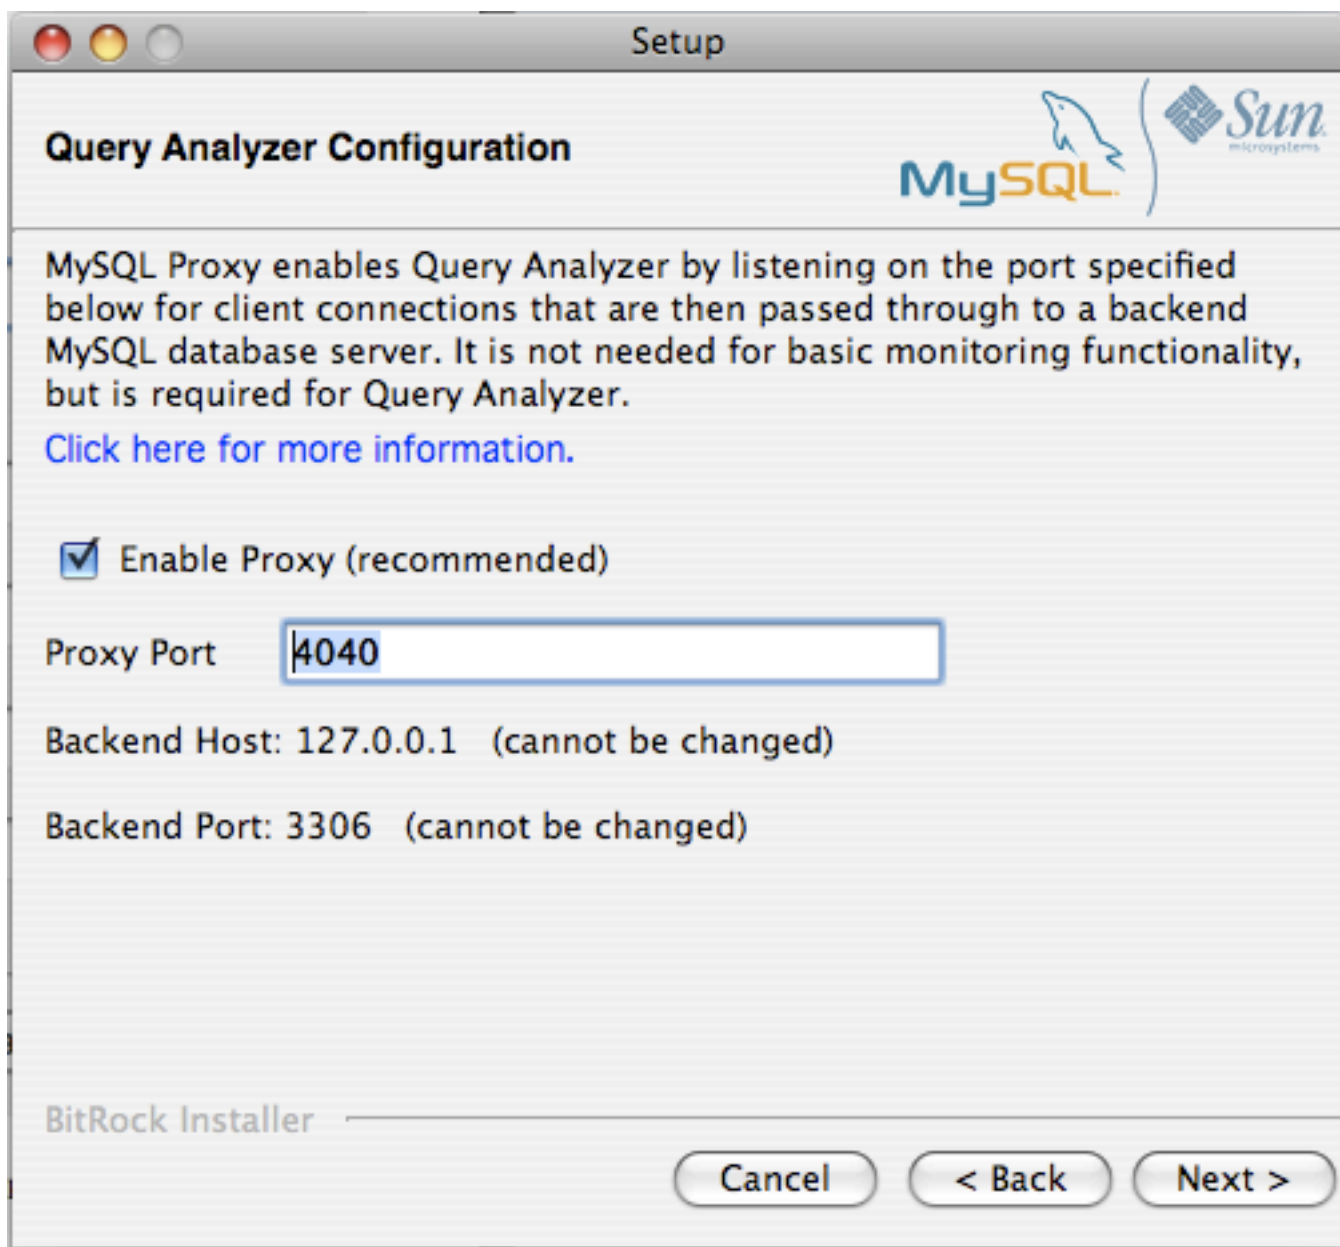 Setup
Query Analyzer Configuration
MySQL
Sun
microsystems
MySQL Proxy enables Query Analyzer by listening on the port specified
below for client connections that are then passed through to a backend
MySQL database server. It is not needed for basic monitoring functionality,
but is required for Query Analyzer.
Click here for more information.
Enable Proxy (recommended)
Proxy Port 4040
Backend Host: 127.0.0.1 (cannot be changed)
Backend Port: 3306 (cannot be changed)
BitRock Installer
Cancel < Back Next >